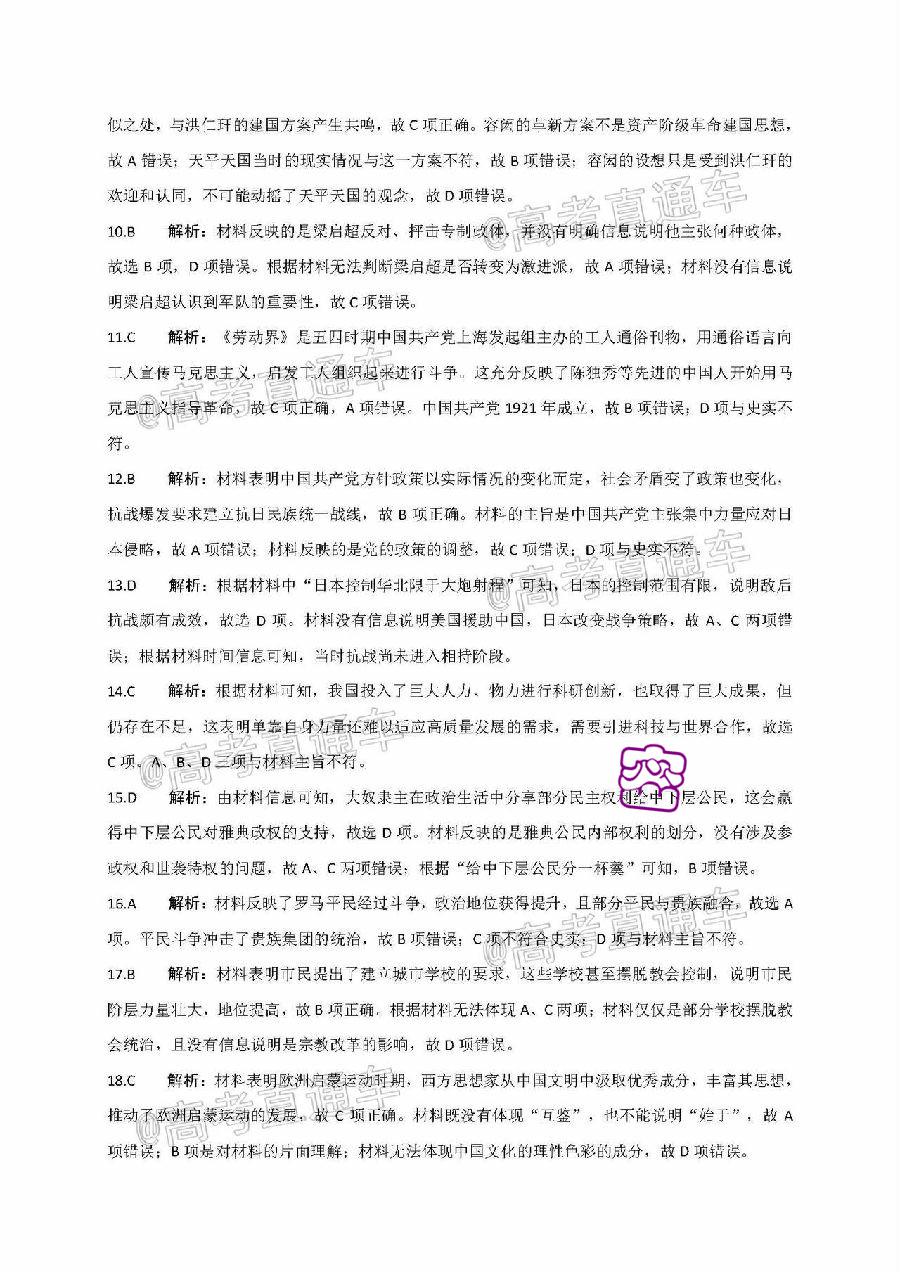 似之处，与洪仁玕的建国方案产生共鸣，故 C 项正确。容闳的革新方案不是资产阶级革命建国思想，
故 A 错误；天平天国当时的现实情况与这一方案不符，故 B 项错误；容闳的设想只是受到洪仁玕的
欢迎和认同，不可能动摇了天平天国的观念，故 D 项错误。
@高考直通车
10.B 解析：材料反映的是梁启超反对、抨击专制政体，并没有明确信息说明他主张何种政体，
故选 B 项，D 项错误。根据材料无法判断梁启超是否转变为激进派，故 A 项错误；材料没有信息说
明梁启超认识到军队的重要性，故 C 项错误。
11.C 解析：《劳动界》是五四时期中国共产党上海发起组主办的工人通俗刊物，用通俗语言向
工人宣传马克思主义，启发工人组织起来进行斗争。这充分反映了陈独秀等先进的中国人开始用马
克思主义指导革命，故 C 项正确，A 项错误。中国共产党 1921 年成立，故 B 项错误；D 项与史实不
符。
@高考直通车
12.B 解析：材料表明中国共产党方针政策以实际情况的变化而定，社会矛盾变了政策也变化，
抗战爆发要求建立抗日民族统一战线，故 B 项正确。材料的主旨是中国共产党主张集中力量应对日
本侵略，故 A 项错误；材料反映的是党的政策的调整，故 C 项错误；D 项与史实不符。
13.D 解析：根据材料中“日本控制华北限于大炮射程”可知，日本的控制范围有限，说明敌后
抗战颇有成效，故选 D 项。材料没有信息说明美国援助中国，日本改变战争策略，故 A、C 两项错
误；根据材料时间信息可知，当时抗战尚未进入相持阶段。
@高考直通车
14.C 解析：根据材料可知，我国投入了巨大人力、物力进行科研创新，也取得了巨大成果，但
仍存在不足，这表明单靠自身力量还难以适应高质量发展的需求，需要引进科技与世界合作，故选
C 项。A、B、D 三项与材料主旨不符。
@高考直通车
15.D 解析：由材料信息可知，大奴隶主在政治生活中分享部分民主权利给中下层公民，这会赢
得中下层公民对雅典政权的支持，故选 D 项。材料反映的是雅典公民内部权利的划分，没有涉及参
政权和世袭特权的问题，故 A、C 两项错误；根据“给中下层公民分一杯羹”可知，B 项错误。
16.A 解析：材料反映了罗马平民经过斗争，政治地位获得提升，且部分平民与贵族融合，故选 A
项。平民斗争冲击了贵族集团的统治，故 B 项错误；C 项不符合史实；D 项与材料主旨不符。
@高考直通车
17.B 解析：材料表明市民提出了建立城市学校的要求，这些学校甚至摆脱教会控制，说明市民
阶层力量壮大，地位提高，故 B 项正确。根据材料无法体现 A、C 两项；材料仅仅是部分学校摆脱教
会统治，且没有信息说明是宗教改革的影响，故 D 项错误。
18.C 解析：材料表明欧洲启蒙运动时期，西方思想家从中国文明中汲取优秀成分，丰富其思想，
推动了欧洲启蒙运动的发展，故 C 项正确。材料既没有体现“互鉴”，也不能说明“始于”，故 A
项错误；B 项是对材料的片面理解；材料无法体现中国文化的理性色彩的成分，故 D 项错误。
@高考直通车